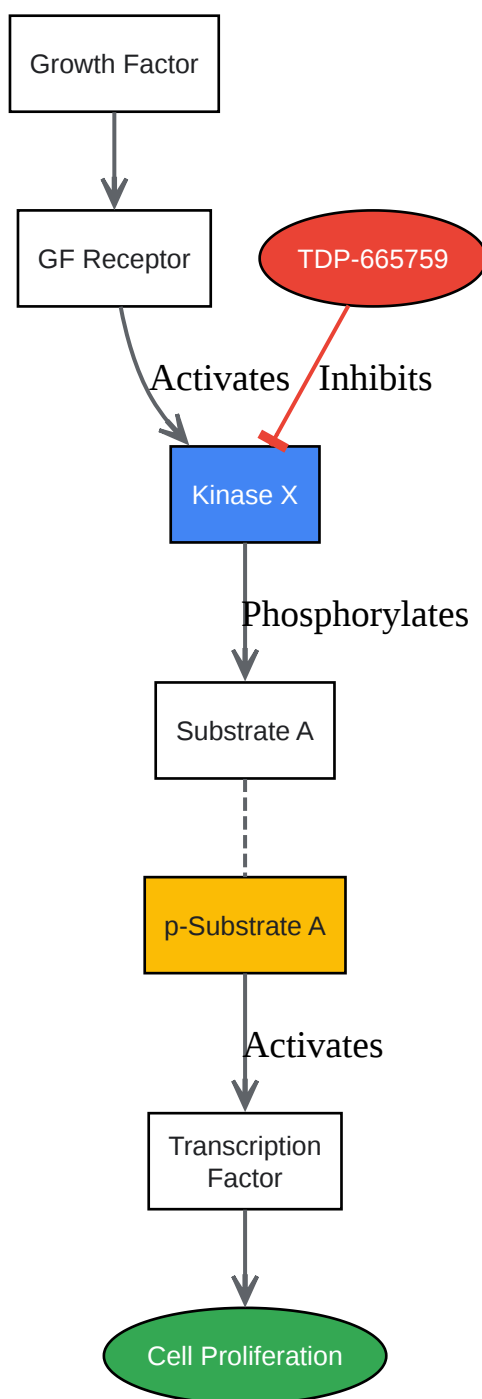 Growth Factor
GF Receptor
TDP-665759
Activates
Inhibits
Kinase X
Phosphorylates
Substrate A
p-Substrate A
Activates
Transcription
Factor
Cell Proliferation